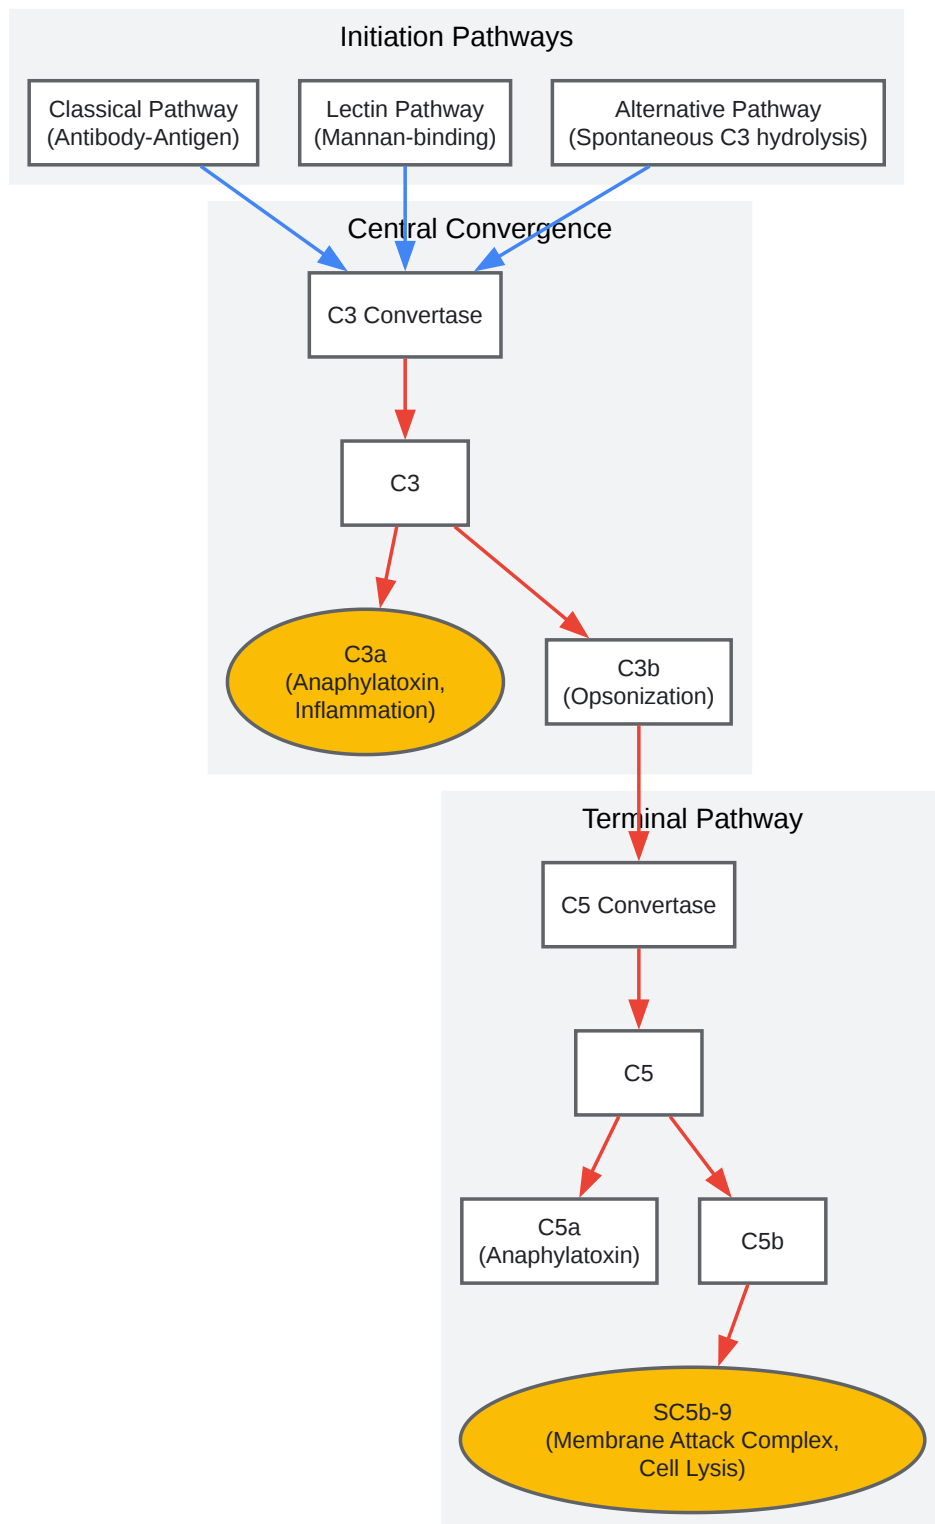 Initiation Pathways
Classical Pathway
(Antibody-Antigen)
Lectin Pathway
(Mannan-binding)
Alternative Pathway
(Spontaneous C3 hydrolysis)
Central Convergence
C3 Convertase
C3
C3a
(Anaphylatoxin,
Inflammation)
C3b
(Opsonization)
Terminal Pathway
C5 Convertase
C5
C5a
(Anaphylatoxin)
C5b
SC5b-9
(Membrane Attack Complex,
Cell Lysis)